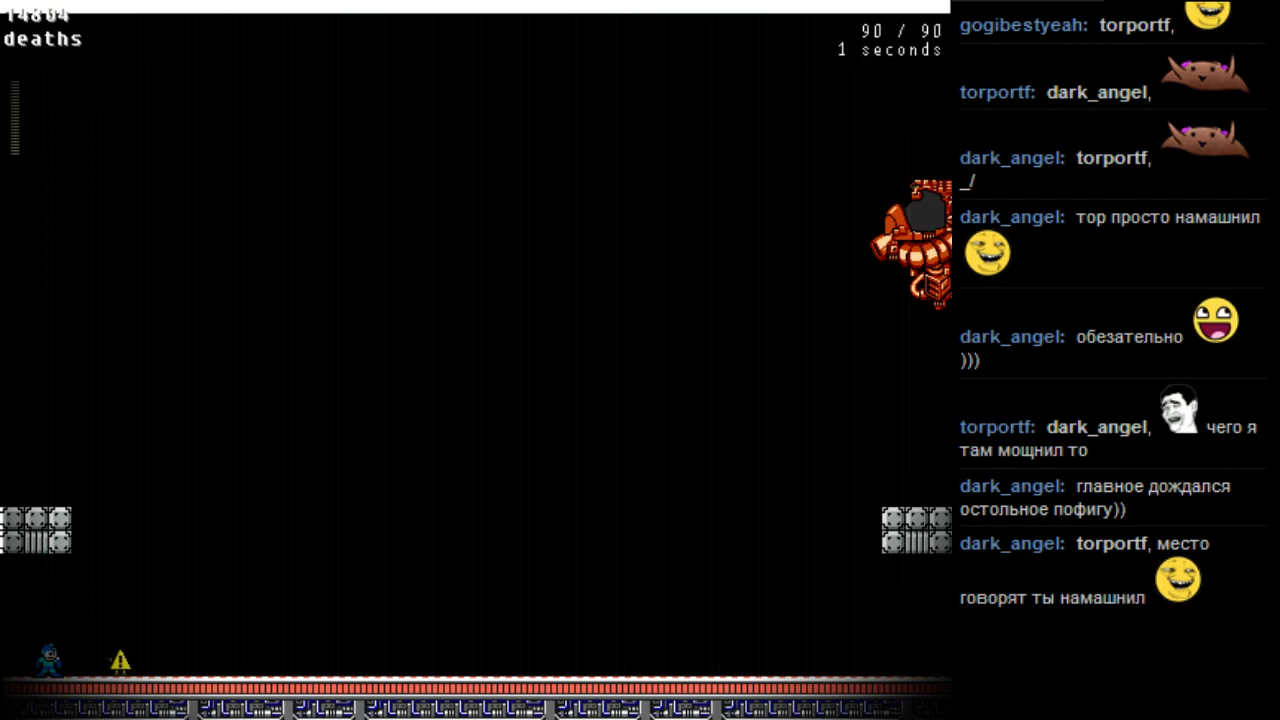 14804
deaths
90 / 90
1 seconds
gogibestyeah: torportf,
torportf: dark_angel,
dark_angel: torportf,
_/
dark_angel: тор просто намашнил
dark_angel: обезательно
)))
torportf: dark_angel, чего я
там мощнил то
dark_angel: главное дождался
остольное пофигу))
dark_angel: torportf, место
говорят ты намашнил